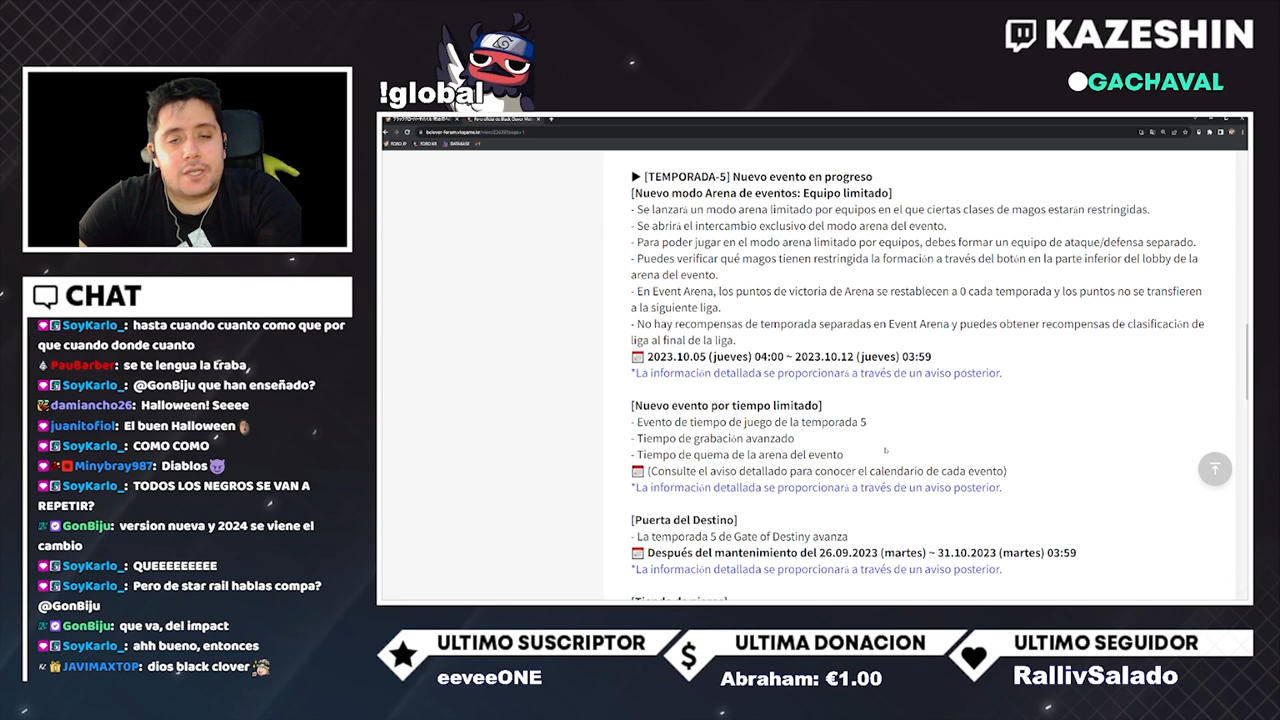 KAZESHIN
GACHAVAL
!global
CHAT
SoyKarlo_: hasta cuando cuanto como que por
que cuando donde cuanto
PauBarber: se te lengua la traba
SoyKarlo_: @GonBiju que han enseñado?
damiancho26: Halloween! Seeee
juanitofiol: El buen Halloween
SoyKarlo_: COMO COMO
Minybray987: Diablos
SoyKarlo_: TODOS LOS NEGROS SE VAN A
REPETIR?
GonBiju: version nueva y 2024 se viene el
cambio
SoyKarlo_: QUEEEEEEEEE
SoyKarlo_: Pero de star rail hablas compa?
@GonBiju
GonBiju: que va, del impact
SoyKarlo_: ahh bueno, entonces
JAVIMAXTOP: dios black clover
FORO JP FORO KR DATABASE
▶ [TEMPORADA-5] Nuevo evento en progreso
[Nuevo modo Arena de eventos: Equipo limitado]
- Se lanzará un modo arena limitado por equipos en el que ciertas clases de magos estarán restringidas.
- Se abrirá el intercambio exclusivo del modo arena del evento.
- Para poder jugar en el modo arena limitado por equipos, debes formar un equipo de ataque/defensa separado.
- Puedes verificar qué magos tienen restringida la formación a través del botón en la parte inferior del lobby de la
arena del evento.
- En Event Arena, los puntos de victoria de Arena se restablecen a 0 cada temporada y los puntos no se transfieren
a la siguiente liga.
- No hay recompensas de temporada separadas en Event Arena y puedes obtener recompensas de clasificación de
liga al final de la liga.
2023.10.05 (jueves) 04:00 ~ 2023.10.12 (jueves) 03:59
*La información detallada se proporcionará a través de un aviso posterior.
[Nuevo evento por tiempo limitado]
- Evento de tiempo de juego de la temporada 5
- Tiempo de grabación avanzado
- Tiempo de quema de la arena del evento
(Consulte el aviso detallado para conocer el calendario de cada evento)
*La información detallada se proporcionará a través de un aviso posterior.
[Puerta del Destino]
- La temporada 5 de Gate of Destiny avanza
Después del mantenimiento del 26.09.2023 (martes) ~ 31.10.2023 (martes) 03:59
*La información detallada se proporcionará a través de un aviso posterior.
ULTIMO SUSCRIPTOR
eeveeONE
ULTIMA DONACION
Abraham: €1.00
ULTIMO SEGUIDOR
RallivSalado